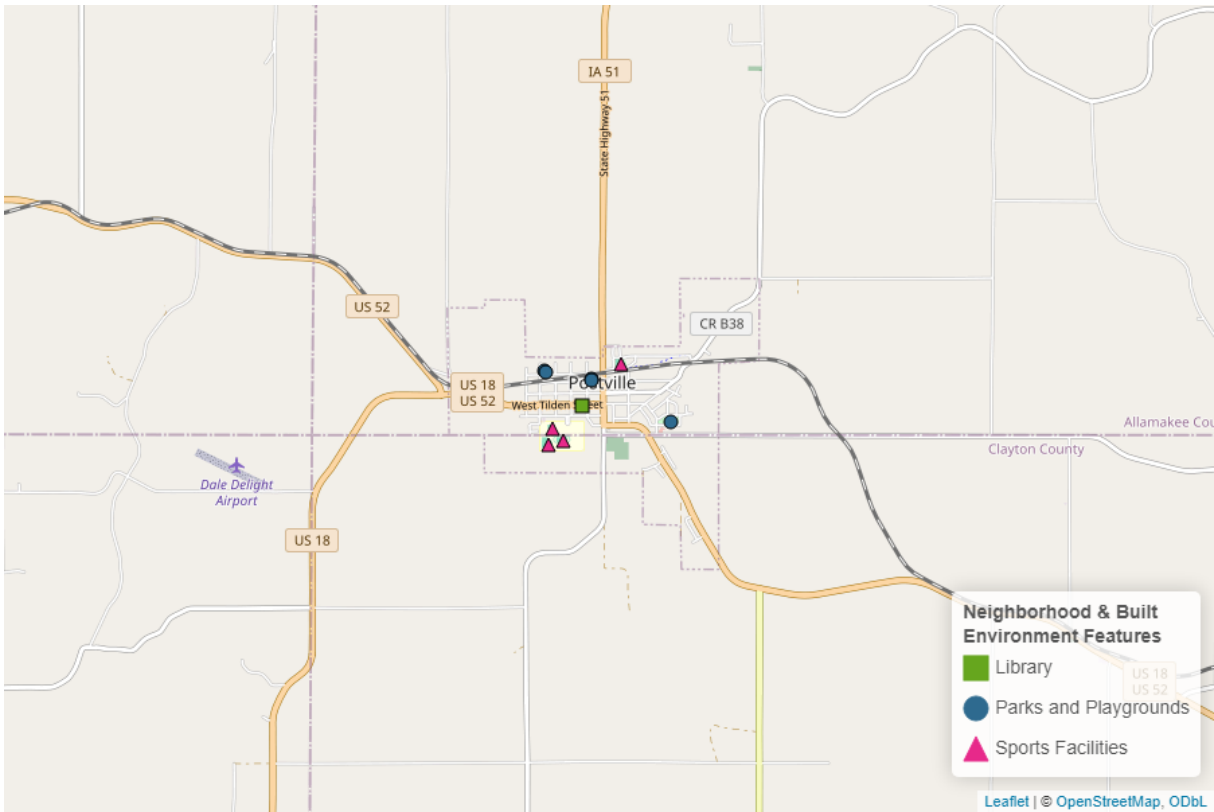 IA 51
State Highway 51
US 52
CR B38
Postville
US 18
US 52
West Tilden Street
Allamakee Cou
Clayton County
Dale Delight
Airport
US 18
Neighborhood & Built
Environment Features
Library
Parks and Playgrounds
Sports Facilities
US 18
US 52
Leaflet | © OpenStreetMap, ODbL